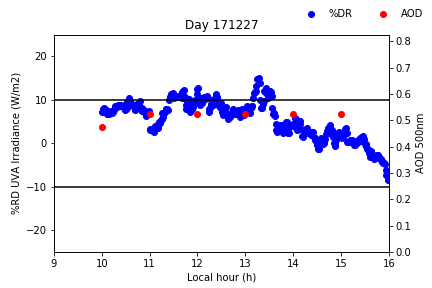 %DR AOD
Day 171227
%RD UVA Irradiance (W/m2)
20
10
0
−10
−20
0.8
0.7
0.6
0.5
0.4
0.3
0.2
0.1
0.0
AOD 500nm
9 10 11 12 13 14 15 16
Local hour (h)